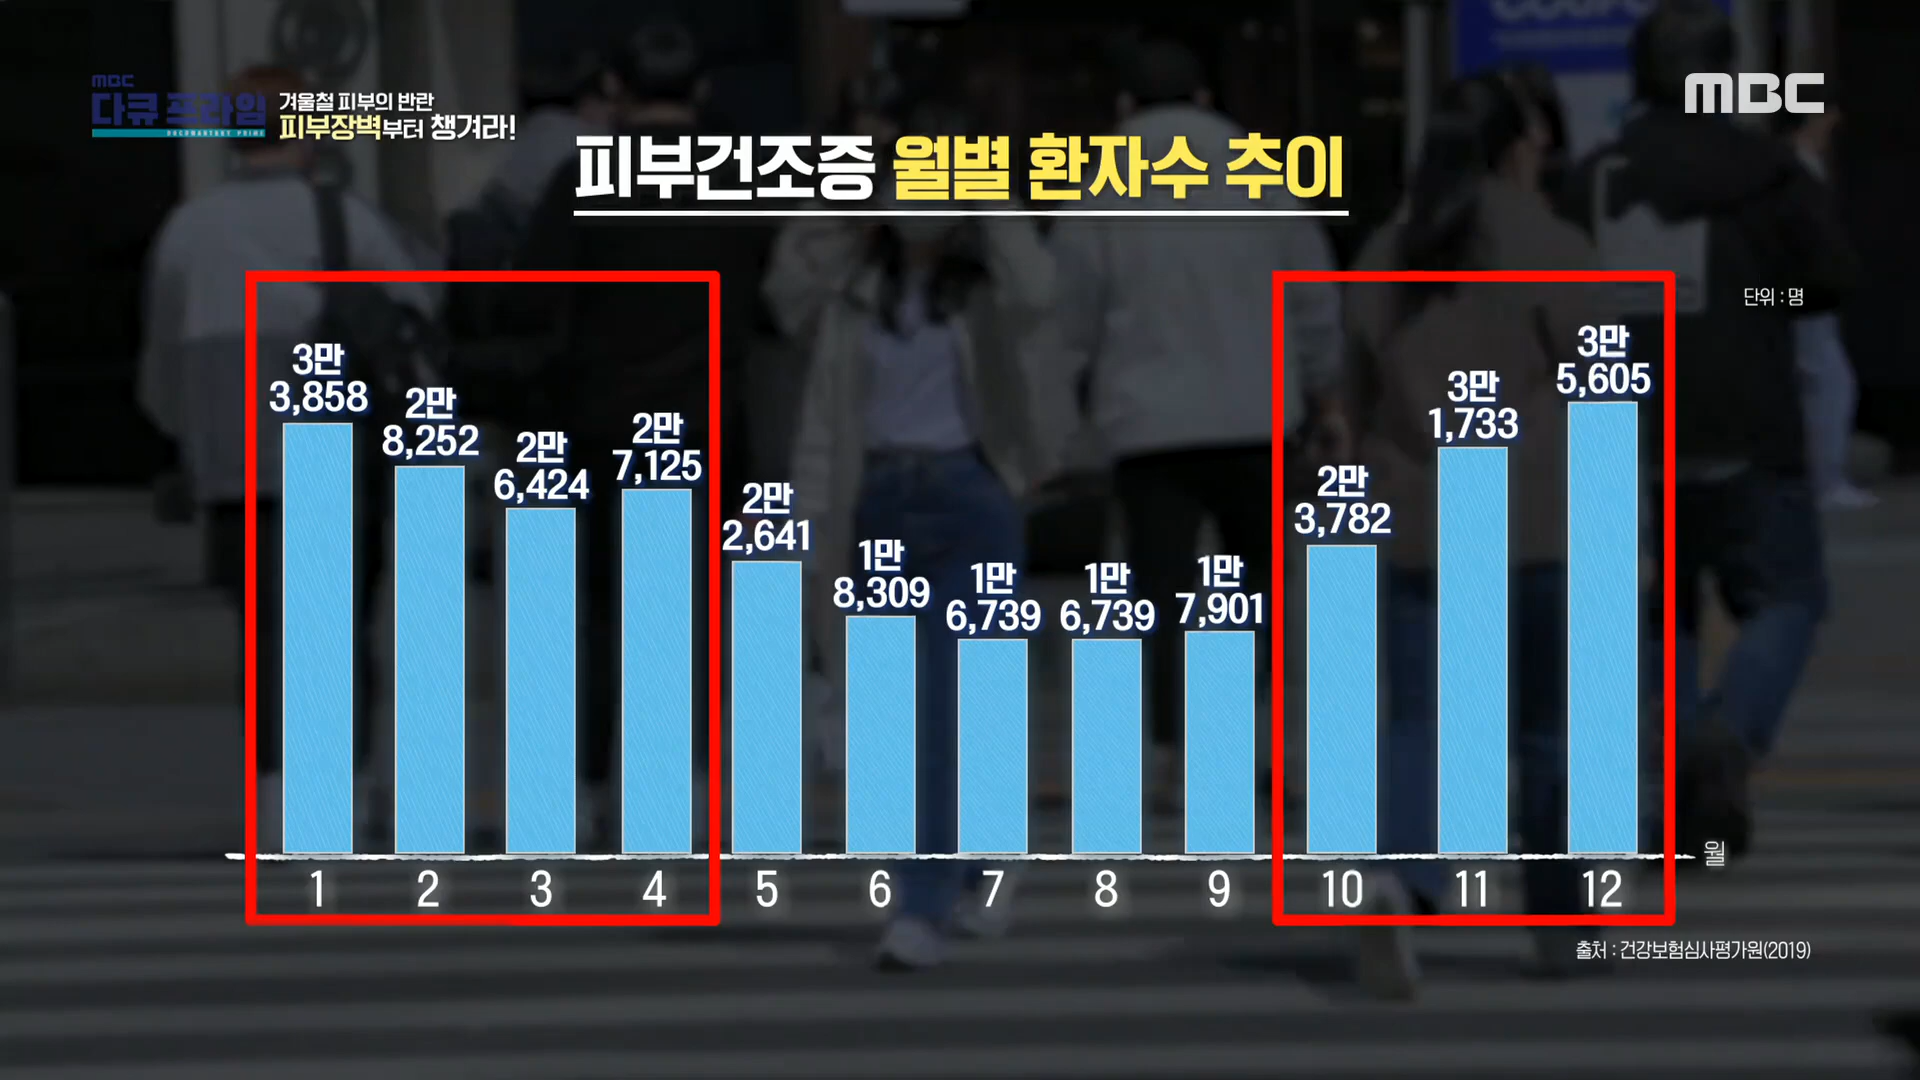 MBC
다큐 프라임
DOCUMENTARY PRIME
겨울철 피부의 반란
피부장벽부터 챙겨라!
MBC
피부건조증 월별 환자수 추이
단위 : 명
3만
3,858
2만
8,252
2만
6,424
2만
7,125
2만
2,641
1만
8,309
1만
6,739
1만
6,739
1만
7,901
2만
3,782
3만
1,733
3만
5,605
1 2 3 4 5 6 7 8 9 10 11 12 월
출처 : 건강보험심사평가원(2019)